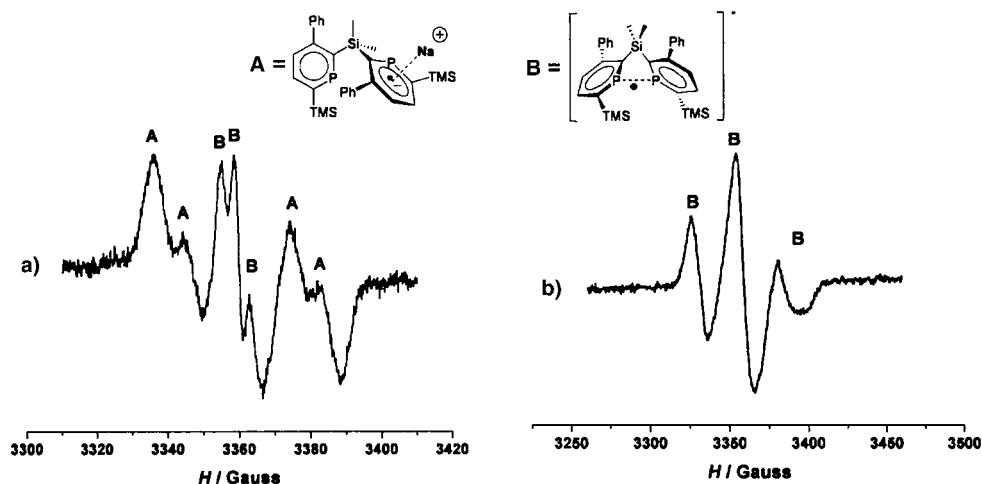 A =
Ph
Si
P
Na
+
P
TMS
Ph
TMS
B =
Ph
Si
Ph
P
P
TMS
TMS
a)
A
A
B
B
B
A
A
3300 3320 3340 3360 3380 3400 3420
H / Gauss
b)
B
B
B
3250 3300 3350 3400 3450 3500
H / Gauss